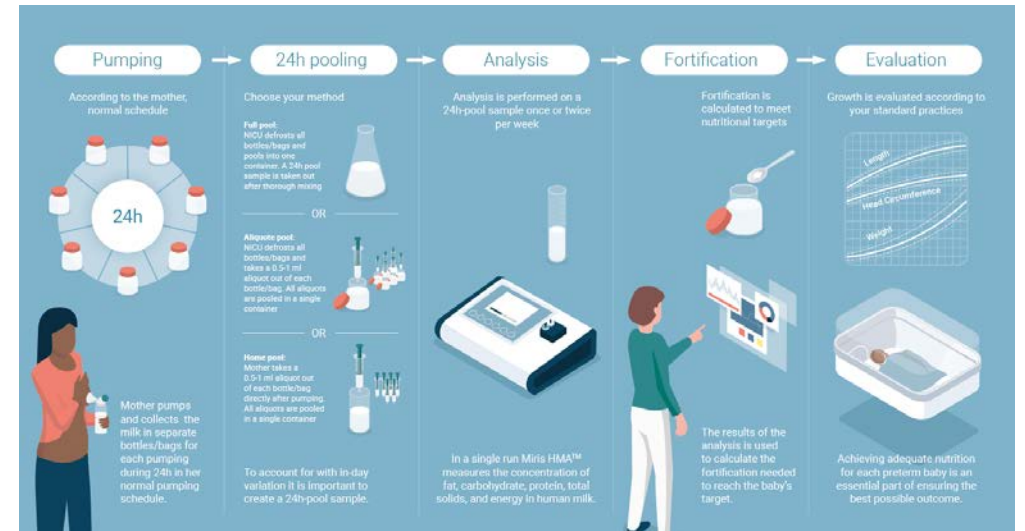 Pumping
According to the mother,
normal schedule
24h
Mother pumps
and collects the
milk in separate
bottles/bags for
each pumping
during 24h in her
normal pumping
schedule.
24h pooling
Choose your method
Full pool:
NICU defrosts all
bottles/bags and
pools into one
container. A 24h pool
sample is taken out
after thorough mixing
OR
Aliquote pool:
NICU defrosts all
bottles/bags and
takes a 0.5-1 ml
aliquot out of each
bottle/bag. All aliquots
are pooled in a single
container
OR
Home pool:
Mother takes a
0.5-1 ml aliquot out
of each bottle/bag
directly after pumping.
All aliquots are pooled
in a single container
To account for with in-day
variation it is important to
create a 24h-pool sample.
Analysis
Analysis is performed on a
24h-pool sample once or twice
per week
In a single run Miris HMA™
measures the concentration of
fat, carbohydrate, protein, total
solids, and energy in human milk.
Fortification
Fortification is
calculated to meet
nutritional targets
The results of the
analysis is used
to calculate the
fortification needed
to reach the baby's
target.
Evaluation
Growth is evaluated according to
your standard practices
Length
Head Circumference
Weight
Achieving adequate nutrition
for each preterm baby is an
essential part of ensuring the
best possible outcome.